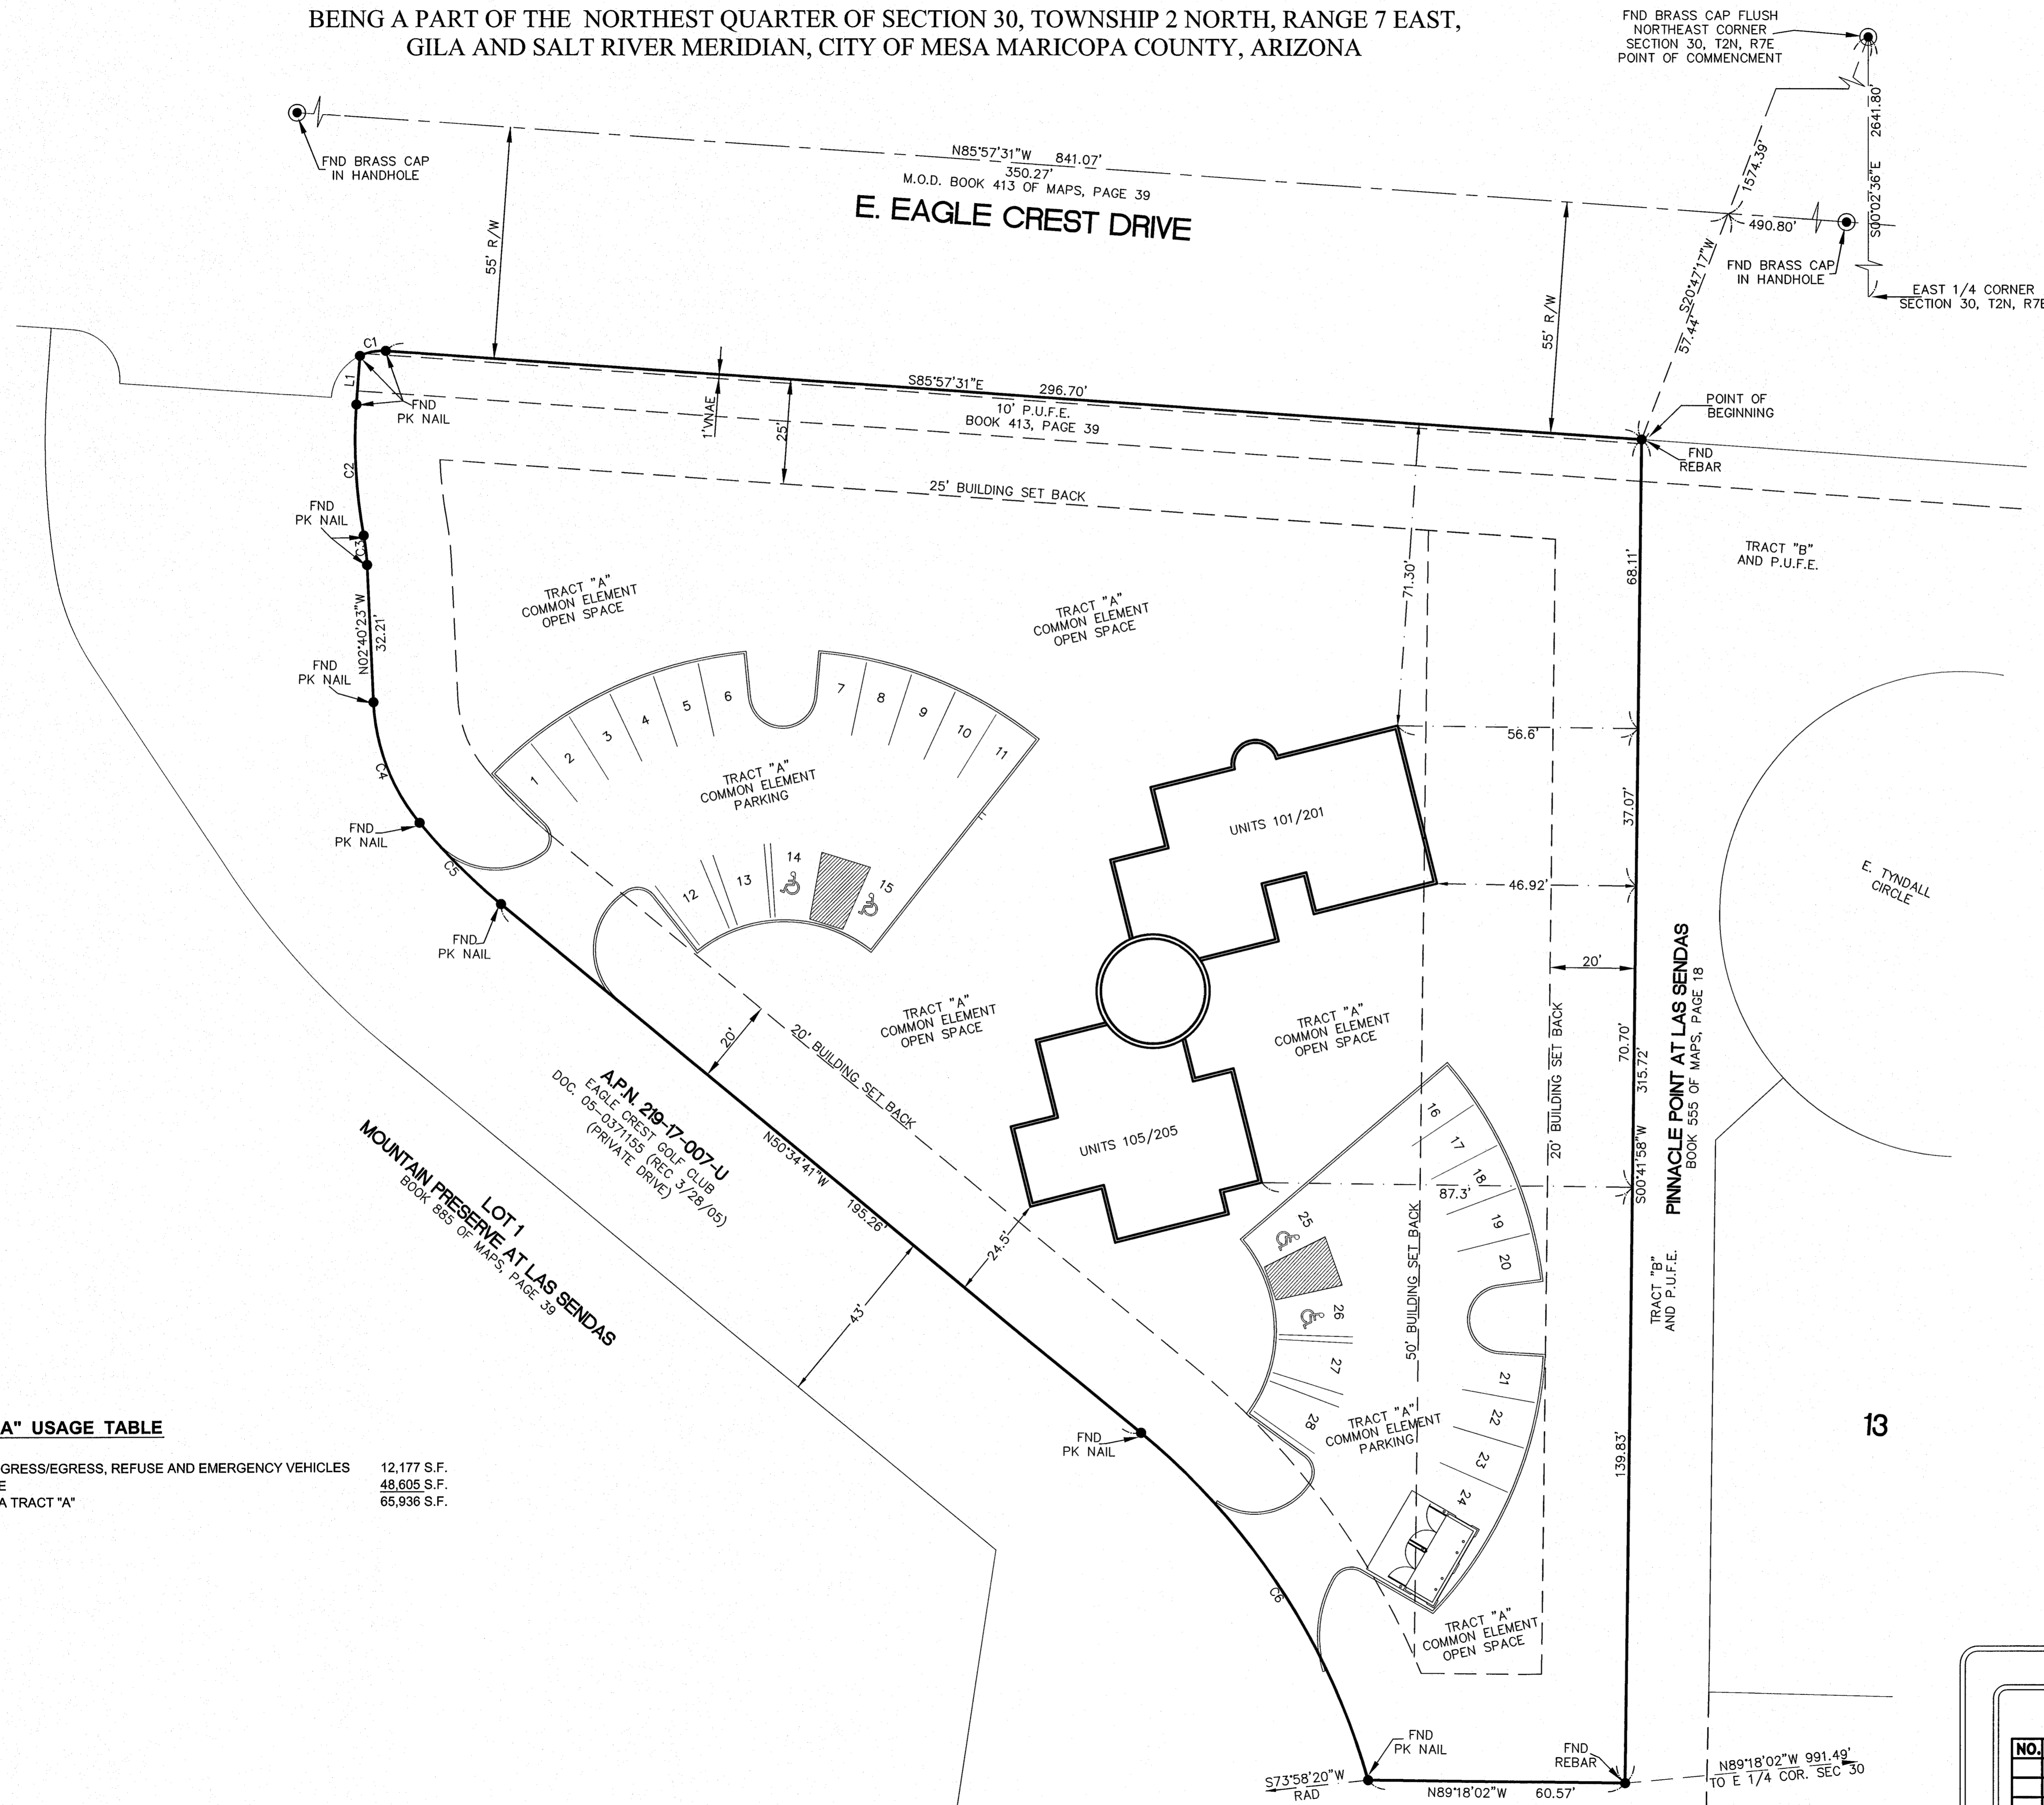 BEING A PART OF THE NORTHEST QUARTER OF SECTION 30, TOWNSHIP 2 NORTH, RANGE 7 EAST,
GILA AND SALT RIVER MERIDIAN, CITY OF MESA MARICOPA COUNTY, ARIZONA
FND BRASS CAP FLUSH
NORTHEAST CORNER
SECTION 30, T2N, R7E
POINT OF COMMENCMENT
S00°02'36"E 2641.80'
1574.39'
FND BRASS CAP
IN HANDHOLE
N85°57'31"W 841.07'
350.27'
M.O.D. BOOK 413 OF MAPS, PAGE 39
E. EAGLE CREST DRIVE
490.80'
FND BRASS CAP
IN HANDHOLE
S20°47'17"W
57.44'
EAST 1/4 CORNER
SECTION 30, T2N, R7E
55' R/W
55' R/W
C1
L1
FND
PK NAIL
S85°57'31"E 296.70'
10' P.U.F.E.
BOOK 413, PAGE 39
1'VNAE
25'
POINT OF
BEGINNING
FND
REBAR
C2
25' BUILDING SET BACK
FND
PK NAIL
C3
TRACT "A"
COMMON ELEMENT
OPEN SPACE
TRACT "A"
COMMON ELEMENT
OPEN SPACE
71.30'
68.11'
TRACT "B"
AND P.U.F.E.
N02°40'23"W
32.21'
FND
PK NAIL
1
2
3
4
5
6
7
8
9
10
11
TRACT "A"
COMMON ELEMENT
PARKING
56.6'
C4
FND
PK NAIL
C5
12
13
14
15
UNITS 101/201
37.07'
46.92'
E. TYNDALL
CIRCLE
FND
PK NAIL
20'
TRACT "A"
COMMON ELEMENT
OPEN SPACE
TRACT "A"
COMMON ELEMENT
OPEN SPACE
20'
20' BUILDING SET BACK
20' BUILDING SET BACK
70.70'
315.72'
S00°41'58"W
PINNACLE POINT AT LAS SENDAS
BOOK 555 OF MAPS, PAGE 18
A.P.N. 219-17-007-U
EAGLE CREST GOLF CLUB
DOC. 05-0371155 (REC. 3/28/05)
(PRIVATE DRIVE)
N50°34'41"W 195.26'
UNITS 105/205
16
17
18
19
20
87.3'
LOT 1
MOUNTAIN PRESERVE AT LAS SENDAS
BOOK 885 OF MAPS, PAGE 39
24.5'
43'
25
26
27
28
50' BUILDING SET BACK
TRACT "B"
AND P.U.F.E.
21
22
23
24
TRACT "A"
COMMON ELEMENT
PARKING
139.83'
13
FND
PK NAIL
A" USAGE TABLE
GRESS/EGRESS, REFUSE AND EMERGENCY VEHICLES 12,177 S.F.
E 48,605 S.F.
A TRACT "A" 65,936 S.F.
C6
TRACT "A"
COMMON ELEMENT
OPEN SPACE
FND
PK NAIL
FND
REBAR
S73°58'20"W
RAD
N89°18'02"W 60.57'
N89°18'02"W 991.49'
TO E 1/4 COR. SEC 30
NO.